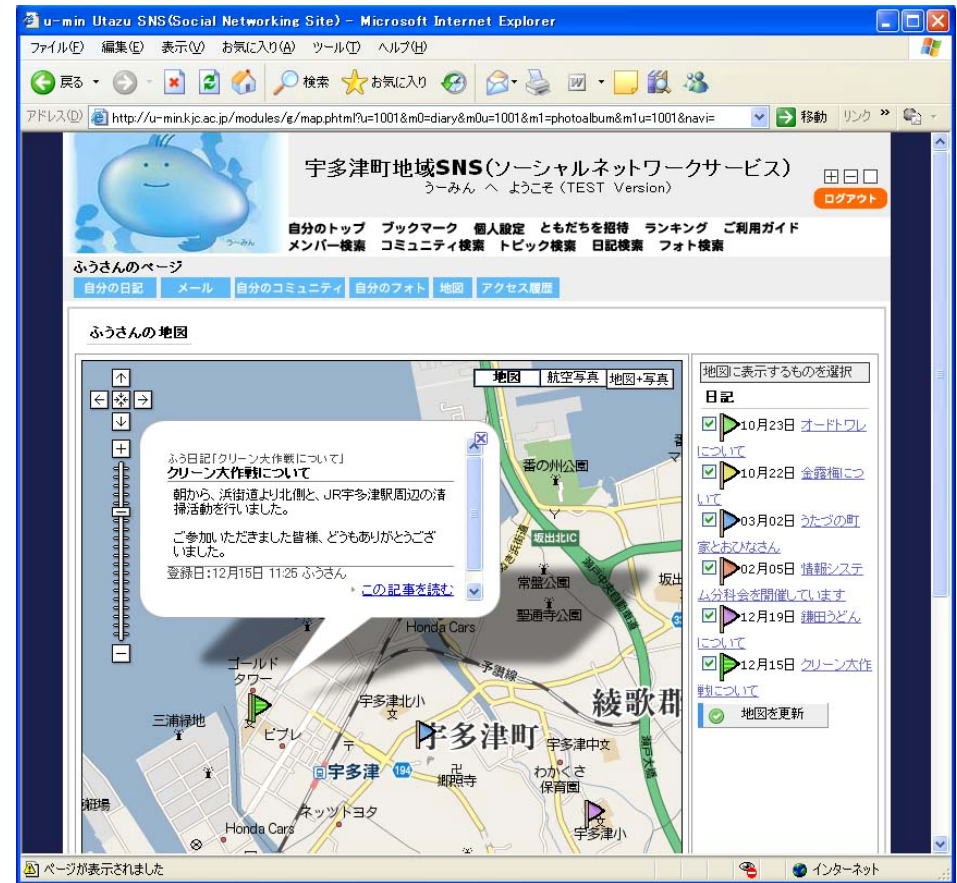 u-min Utazu SNS(Social Networking Site) - Microsoft Internet Explorer
ファイル(F) 編集(E) 表示(V) お気に入り(A) ツール(T) ヘルプ(H)
戻る 検索 お気に入り
アドレス(D) http://u-min.kjc.ac.jp/modules/e/map.phtml?u=1001&m0=diary&m0u=1001&m1=photoalbum&m1u=1001&navi= 移動 リンク »
宇多津町地域SNS(ソーシャルネットワークサービス)
うーみん へ ようこそ (TEST Version)
ログアウト
うーみん
自分のトップ ブックマーク 個人設定 ともだちを招待 ランキング ご利用ガイド
メンバー検索 コミュニティ検索 トピック検索 日記検索 フォト検索
ふうさんのページ
自分の日記 メール 自分のコミュニティ 自分のフォト 地図 アクセス履歴
ふうさんの地図
地図 航空写真 地図+写真
ふう日記「クリーン大作戦について」
クリーン大作戦について
朝から、浜街道より北側と、JR宇多津駅周辺の清
掃活動を行いました。
ご参加いただきました皆様、どうもありがとうござ
いました。
登録日:12月15日 11:25 ふうさん
この記事を読む
番の州公園
坂出北IC
常盤公園
聖通寺公園
坂出
Honda Cars
予讃線
瀬戸中央自動車道
ゴールド
タワー
宇多津北小
綾歌郡
三浦緑地
ビブレ
宇多津町
宇多津中
瀬戸大橋
宇多津
194
郷照寺
わかくさ
保育園
ネッツトヨタ
Honda Cars
宇多津小
地図に表示するものを選択
日記
10月23日 オードトワレ
について
10月22日 金露梅につ
いて
03月02日 うたづの町
家とおひなさん
02月05日 情報システ
ム分科会を開催しています
12月19日 鎌田うどん
について
12月15日 クリーン大作
戦について
地図を更新
ページが表示されました
インターネット